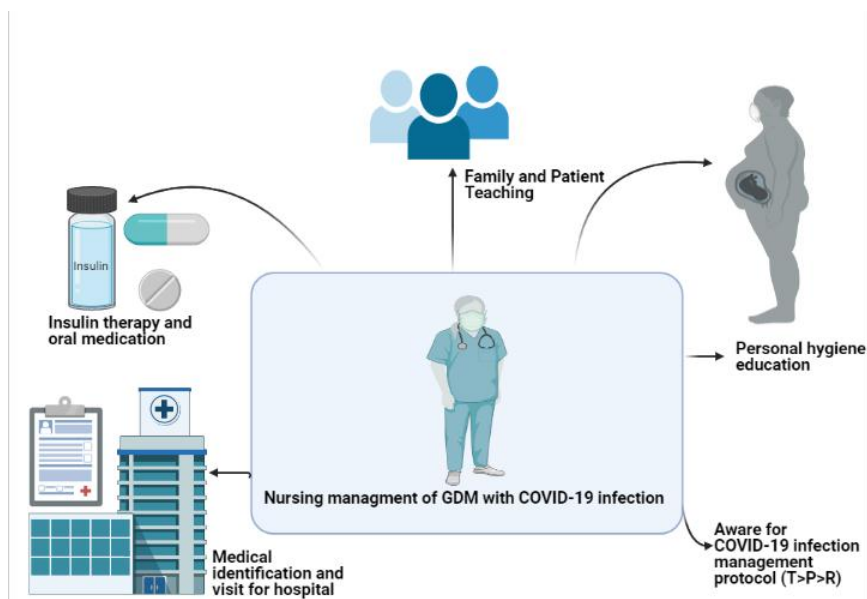 Family and Patient
Teaching
Insulin
Insulin therapy and
oral medication
Personal hygiene
education
Nursing managment of GDM with COVID-19 infection
Medical
identification and
visit for hospital
Aware for
COVID-19 infection
management
protocol (T>P>R)